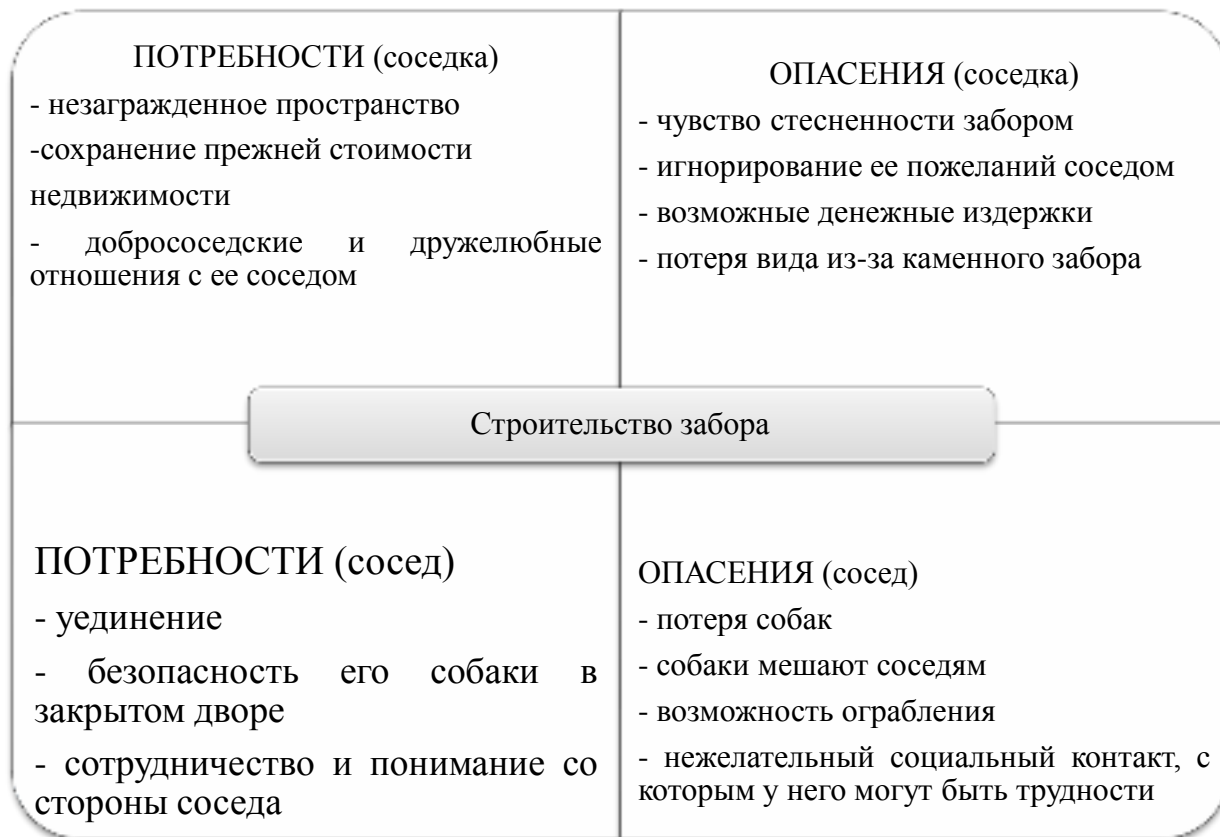 ПОТРЕБНОСТИ (соседка)
- незагражденное пространство
-сохранение прежней стоимости
недвижимости
- добрососедские и дружелюбные
отношения с ее соседом
ОПАСЕНИЯ (соседка)
- чувство стесненности забором
- игнорирование ее пожеланий соседом
- возможные денежные издержки
- потеря вида из-за каменного забора
Строительство забора
ПОТРЕБНОСТИ (сосед)
- уединение
- безопасность его собаки в
закрытом дворе
- сотрудничество и понимание со
стороны соседа
ОПАСЕНИЯ (сосед)
- потеря собак
- собаки мешают соседям
- возможность ограбления
- нежелательный социальный контакт, с
которым у него могут быть трудности